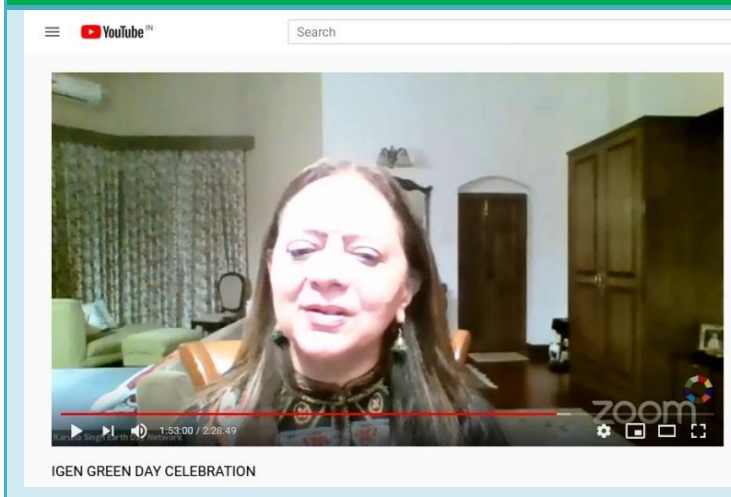 YouTube IN
Search
zoom
1:53:00 / 2:28:49
Karuna Singh Earth Day Network
IGEN GREEN DAY CELEBRATION